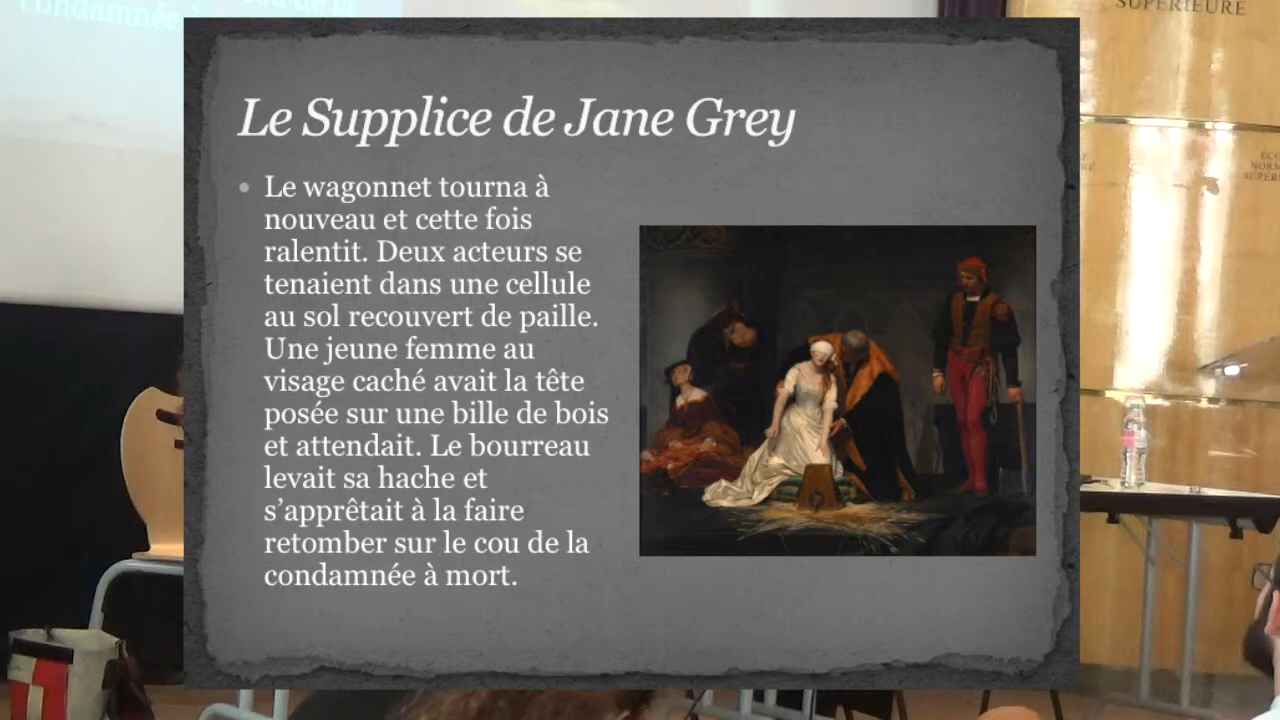 SUPÉRIEURE
Le Supplice de Jane Grey
Le wagonnet tourna à
nouveau et cette fois
ralentit. Deux acteurs se
tenaient dans une cellule
au sol recouvert de paille.
Une jeune femme au
visage caché avait la tête
posée sur une bille de bois
et attendait. Le bourreau
levait sa hache et
s’apprêtait à la faire
retomber sur le cou de la
condamnée à mort.